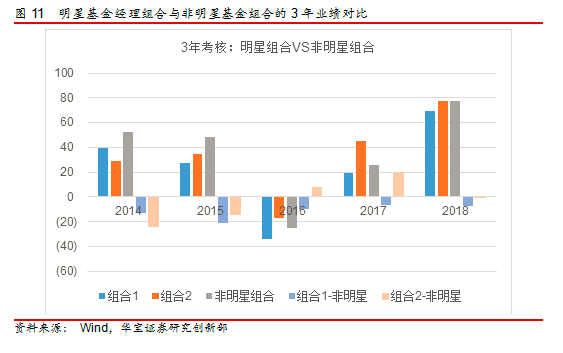 图 11 明星基金经理组合与非明星基金组合的 3 年业绩对比
3年考核：明星组合VS非明星组合
100
80
60
40
20
0
(20)
(40)
(60)
2014
2015
2016
2017
2018
组合1
组合2
非明星组合
组合1-非明星
组合2-非明星
资料来源： Wind，华宝证券研究创新部